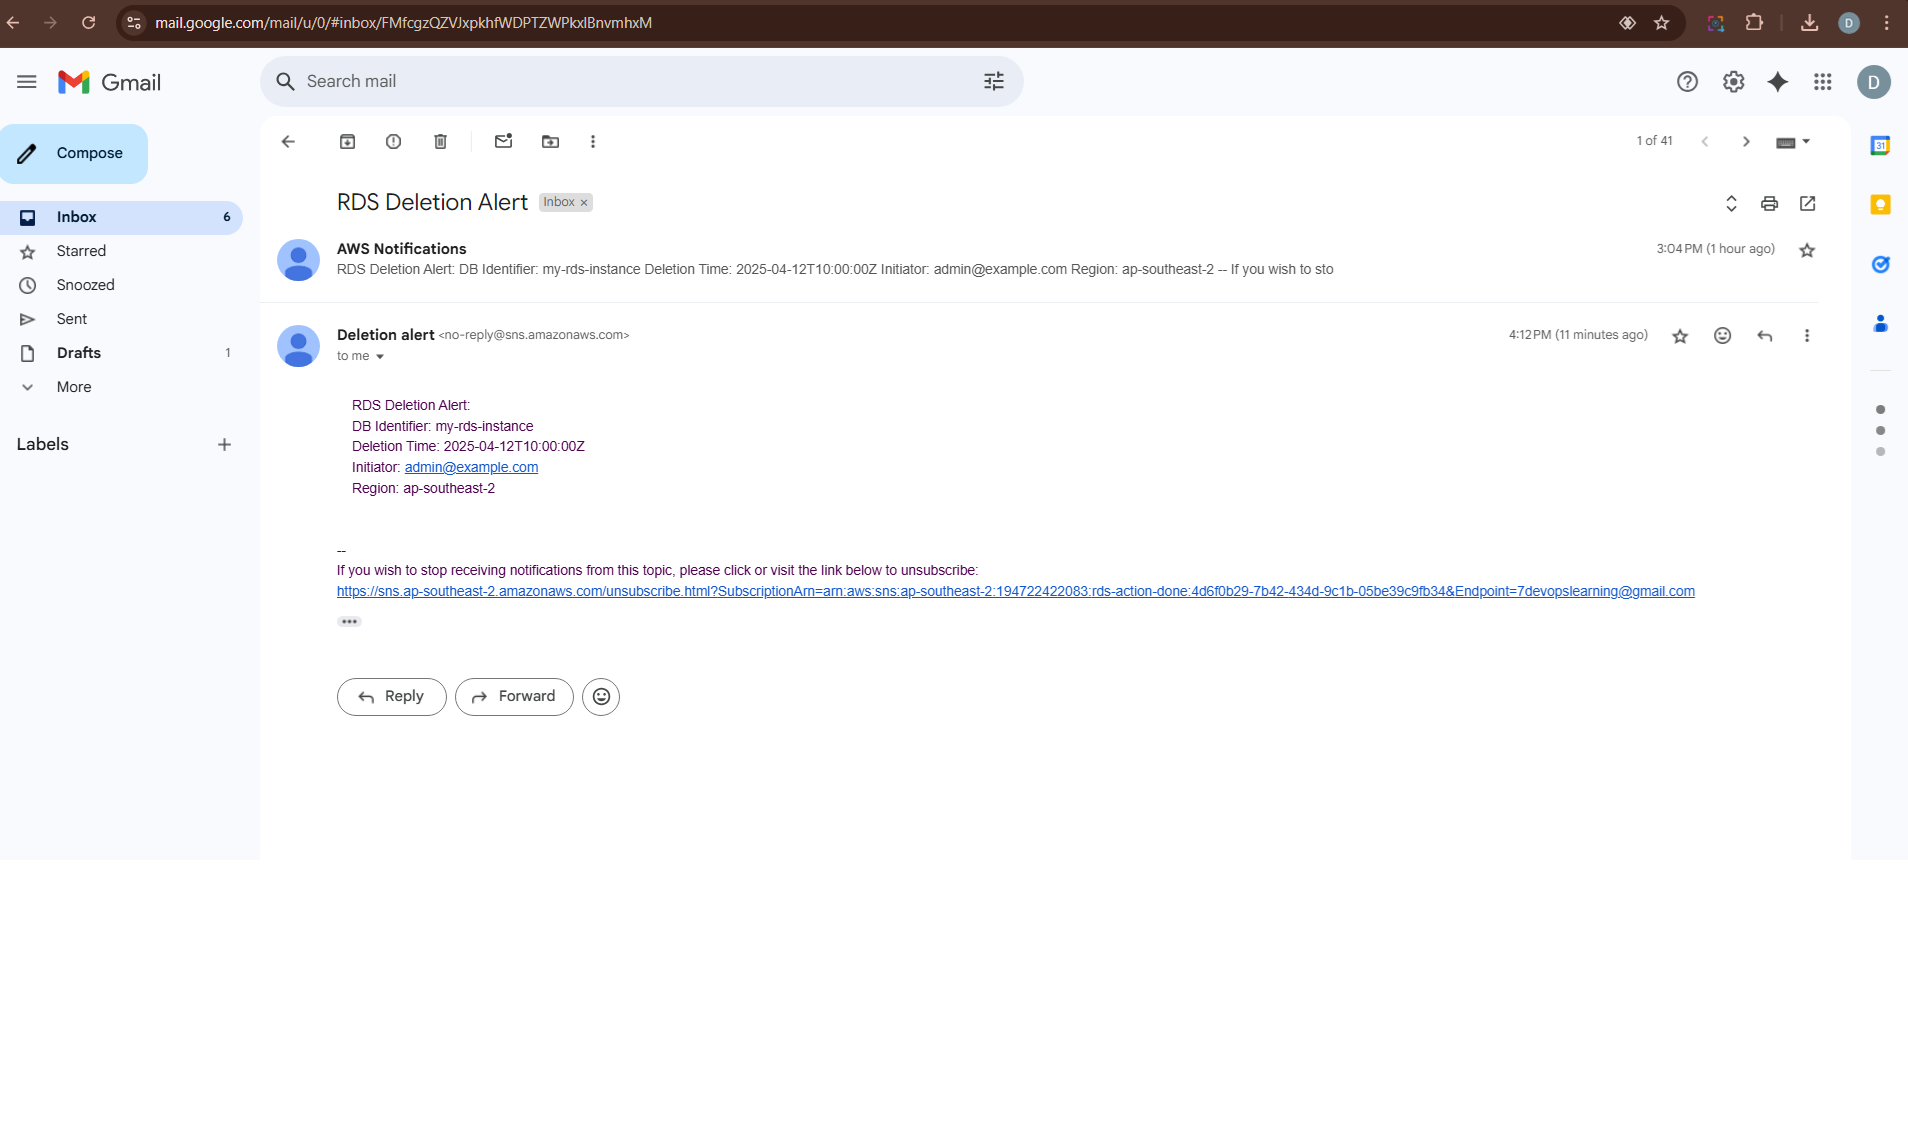 mail.google.com/mail/u/0/#inbox/FMfcgzQZVJxpkhfWDPTZWPkxlBnvmhxM
D
Gmail
Search mail
D
Compose
1 of 41
31
RDS Deletion Alert
Inbox ×
Inbox 6
Starred
Snoozed
Sent
Drafts 1
More
Labels
AWS Notifications
3:04 PM (1 hour ago)
RDS Deletion Alert: DB Identifier: my-rds-instance Deletion Time: 2025-04-12T10:00:00Z Initiator: admin@example.com Region: ap-southeast-2 -- If you wish to sto
Deletion alert <no-reply@sns.amazonaws.com>
4:12 PM (11 minutes ago)
to me
RDS Deletion Alert:
DB Identifier: my-rds-instance
Deletion Time: 2025-04-12T10:00:00Z
Initiator: admin@example.com
Region: ap-southeast-2
--
If you wish to stop receiving notifications from this topic, please click or visit the link below to unsubscribe:
https://sns.ap-southeast-2.amazonaws.com/unsubscribe.html?SubscriptionArn=arn:aws:sns:ap-southeast-2:194722422083:rds-action-done:4d6f0b29-7b42-434d-9c1b-05be39c9fb34&Endpoint=7devopslearning@gmail.com
Reply
Forward